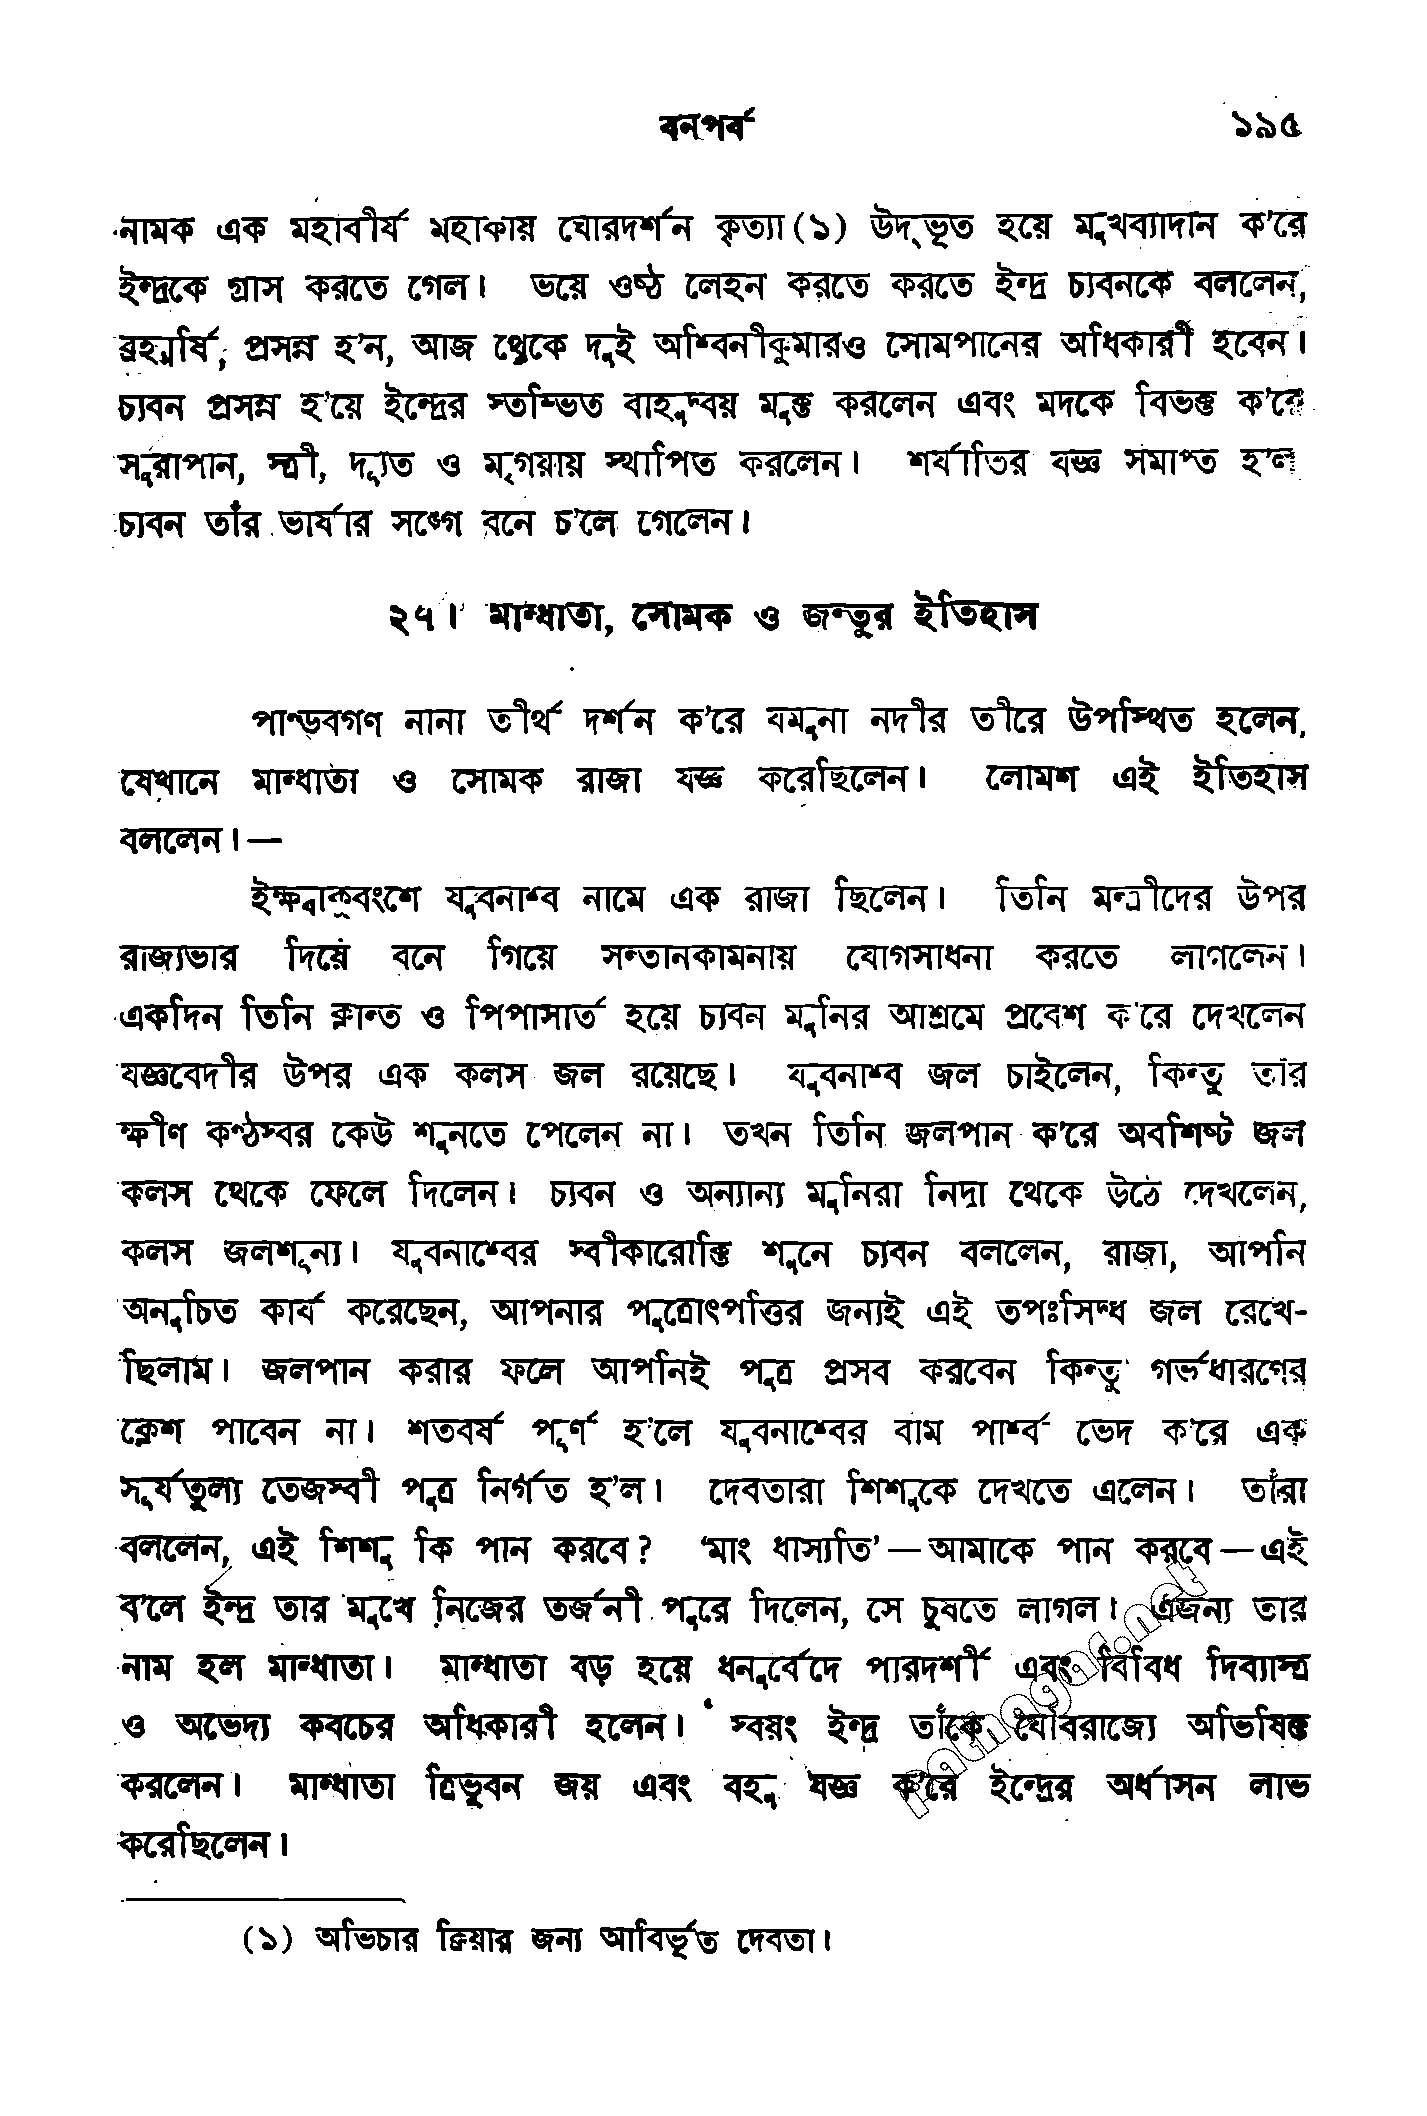 বনপর্ব ১৯৫
নামক এক মহাবীর্য মহাকায় ঘোরদর্শন কৃত্যা(১) উদ্‌ভূত হয়ে মুখব্যাদান ক'রে
ইন্দ্রকে গ্রাস করতে গেল। ভয়ে ওষ্ঠ লেহন করতে করতে ইন্দ্র চ্যবনকে বললেন,
ব্রহ্মর্ষি, প্রসন্ন হ'ন, আজ থেকে দুই অশ্বিনীকুমারও সোমপানের অধিকারী হবেন।
চ্যবন প্রসন্ন হ'য়ে ইন্দ্রের স্তম্ভিত বাহুদ্বয় মুক্ত করলেন এবং মদকে বিভক্ত ক'রে
সুরাপান, স্ত্রী, দ্যূত ও মৃগয়ায় স্থাপিত করলেন। শর্যাতির যজ্ঞ সমাপ্ত হ'ল
চ্যবন তাঁর ভার্যার সঙ্গে বনে চ'লে গেলেন।
২৭। মান্ধাতা, সোমক ও জন্তুর ইতিহাস
পাণ্ডবগণ নানা তীর্থ দর্শন ক'রে যমুনা নদীর তীরে উপস্থিত হলেন,
যেখানে মান্ধাতা ও সোমক রাজা যজ্ঞ করেছিলেন। লোমশ এই ইতিহাস
বললেন।—
ইক্ষ্বাকুবংশে যুবনাশ্ব নামে এক রাজা ছিলেন। তিনি মন্ত্রীদের উপর
রাজ্যভার দিয়ে বনে গিয়ে সন্তানকামনায় যোগসাধনা করতে লাগলেন।
একদিন তিনি ক্লান্ত ও পিপাসার্ত হয়ে চ্যবন মুনির আশ্রমে প্রবেশ ক'রে দেখলেন
যজ্ঞবেদীর উপর এক কলস জল রয়েছে। যুবনাশ্ব জল চাইলেন, কিন্তু তাঁর
ক্ষীণ কণ্ঠস্বর কেউ শুনতে পেলেন না। তখন তিনি জলপান ক'রে অবশিষ্ট জল
কলস থেকে ফেলে দিলেন। চ্যবন ও অন্যান্য মুনিরা নিদ্রা থেকে উঠে দেখলেন,
কলস জলশূন্য। যুবনাশ্বের স্বীকারোক্তি শুনে চ্যবন বললেন, রাজা, আপনি
অনুচিত কার্য করেছেন, আপনার পুত্রোৎপত্তির জন্যই এই তপঃসিদ্ধ জল রেখে-
ছিলাম। জলপান করার ফলে আপনিই পুত্র প্রসব করবেন কিন্তু গর্ভধারণের
ক্লেশ পাবেন না। শতবর্ষ পূর্ণ হ'লে যুবনাশ্বের বাম পার্শ্ব ভেদ ক'রে এক
সূর্যতুল্য তেজস্বী পুত্র নির্গত হ'ল। দেবতারা শিশুকে দেখতে এলেন। তাঁরা
বললেন, এই শিশু কি পান করবে? 'মাং ধাস্যতি'—আমাকে পান করবে—এই
ব'লে ইন্দ্র তার মুখে নিজের তর্জনী পুরে দিলেন, সে চুষতে লাগল। এজন্য তার
নাম হল মান্ধাতা। মান্ধাতা বড় হয়ে ধনুর্বেদে পারদর্শী এবং বিবিধ দিব্যাস্ত্র
ও অভেদ্য কবচের অধিকারী হলেন। স্বয়ং ইন্দ্র তাঁকে যৌবরাজ্যে অভিষিক্ত
করলেন। মান্ধাতা ত্রিভুবন জয় এবং বহু যজ্ঞ ক'রে ইন্দ্রের অর্ধাসন লাভ
করেছিলেন।
(১) অভিচার ক্রিয়ার জন্য আবির্ভূত দেবতা।
pathagar.net